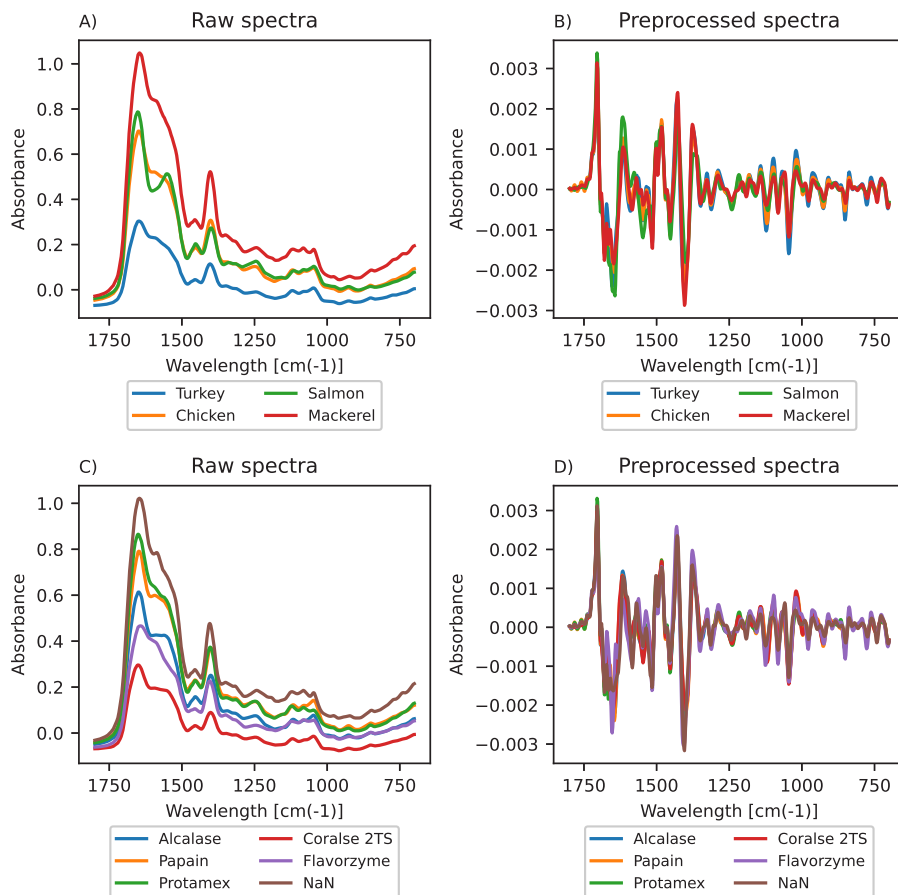 A) Raw spectra
1.0
0.8
0.6
0.4
0.2
0.0
Absorbance
1750 1500 1250 1000 750
Wavelength [cm(-1)]
Turkey Salmon
Chicken Mackerel
B) Preprocessed spectra
0.003
0.002
0.001
0.000
−0.001
−0.002
−0.003
Absorbance
1750 1500 1250 1000 750
Wavelength [cm(-1)]
Turkey Salmon
Chicken Mackerel
C) Raw spectra
1.0
0.8
0.6
0.4
0.2
0.0
Absorbance
1750 1500 1250 1000 750
Wavelength [cm(-1)]
Alcalase Coralse 2TS
Papain Flavorzyme
Protamex NaN
D) Preprocessed spectra
0.003
0.002
0.001
0.000
−0.001
−0.002
−0.003
Absorbance
1750 1500 1250 1000 750
Wavelength [cm(-1)]
Alcalase Coralse 2TS
Papain Flavorzyme
Protamex NaN